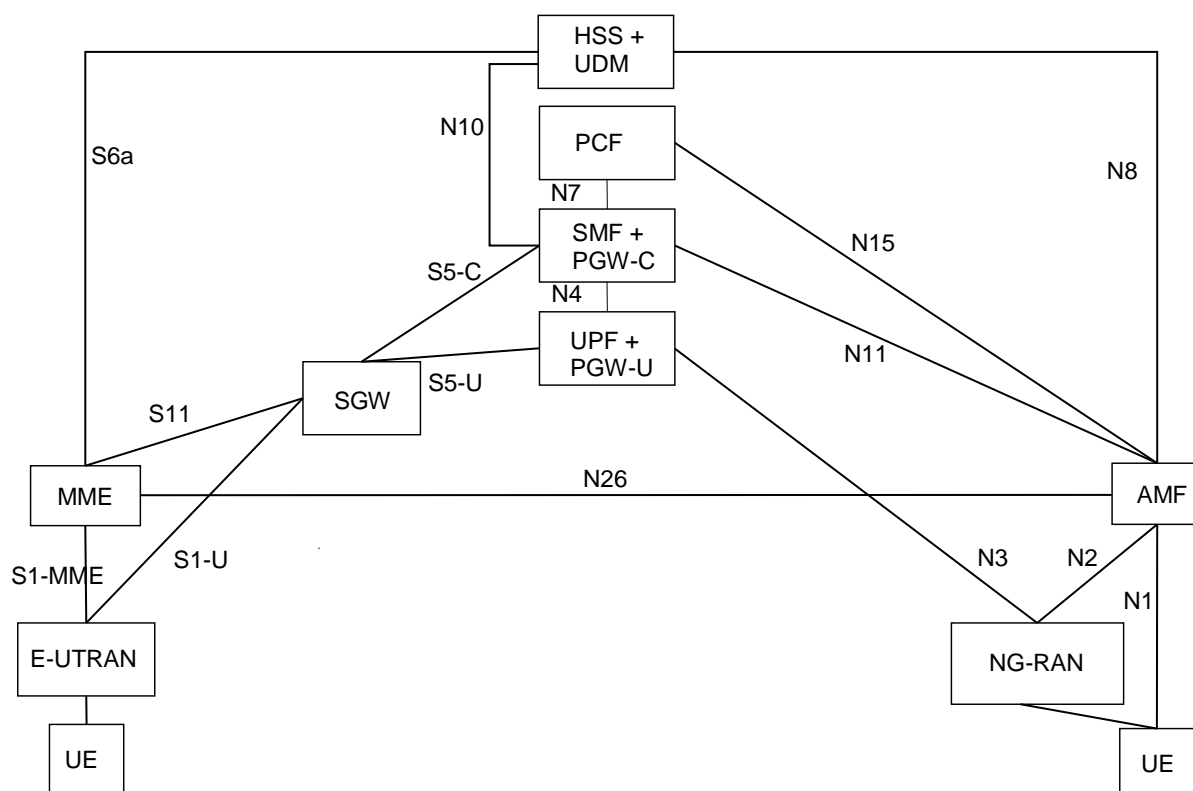 HSS +
UDM
N10
PCF
S6a
N8
N7
SMF +
PGW-C
N15
S5-C
N4
UPF +
PGW-U
N11
S5-U
SGW
S11
N26
MME
AMF
S1-U
N3
N2
S1-MME
N1
E-UTRAN
NG-RAN
UE
UE